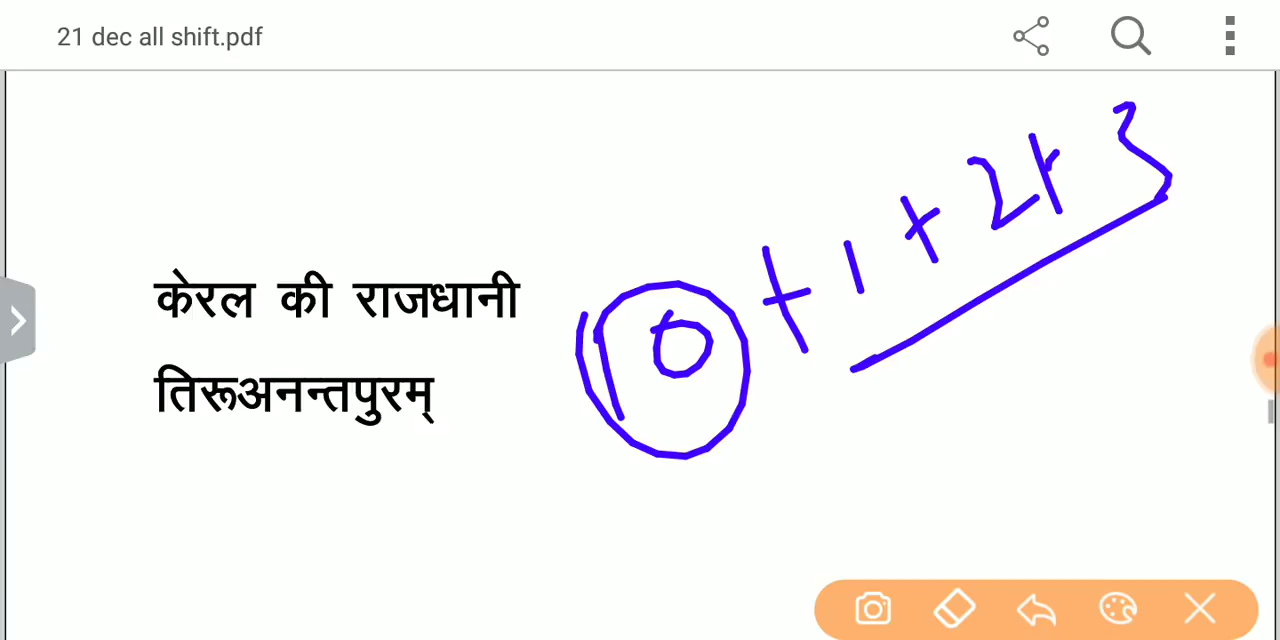 21 dec all shift.pdf
0 + 1 + 2 + 3
केरल की राजधानी
तिरूअनन्तपुरम्